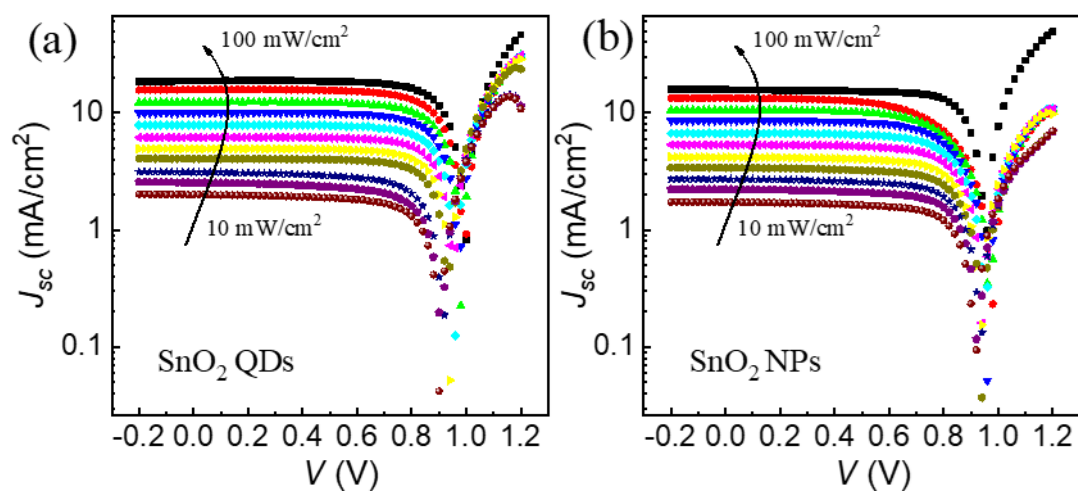 (a)
100 mW/cm²
10 mW/cm²
SnO₂ QDs
J_sc (mA/cm²)
10
1
0.1
-0.2 0.0 0.2 0.4 0.6 0.8 1.0 1.2
V (V)
(b)
100 mW/cm²
10 mW/cm²
SnO₂ NPs
J_sc (mA/cm²)
10
1
0.1
-0.2 0.0 0.2 0.4 0.6 0.8 1.0 1.2
V (V)